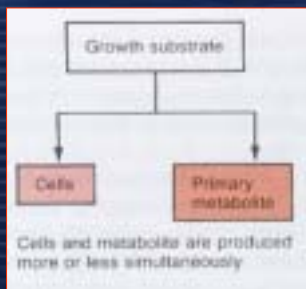 Growth substrate
Cells
Primary
metabolite
Cells and metabolite are produced
more or less simultaneously